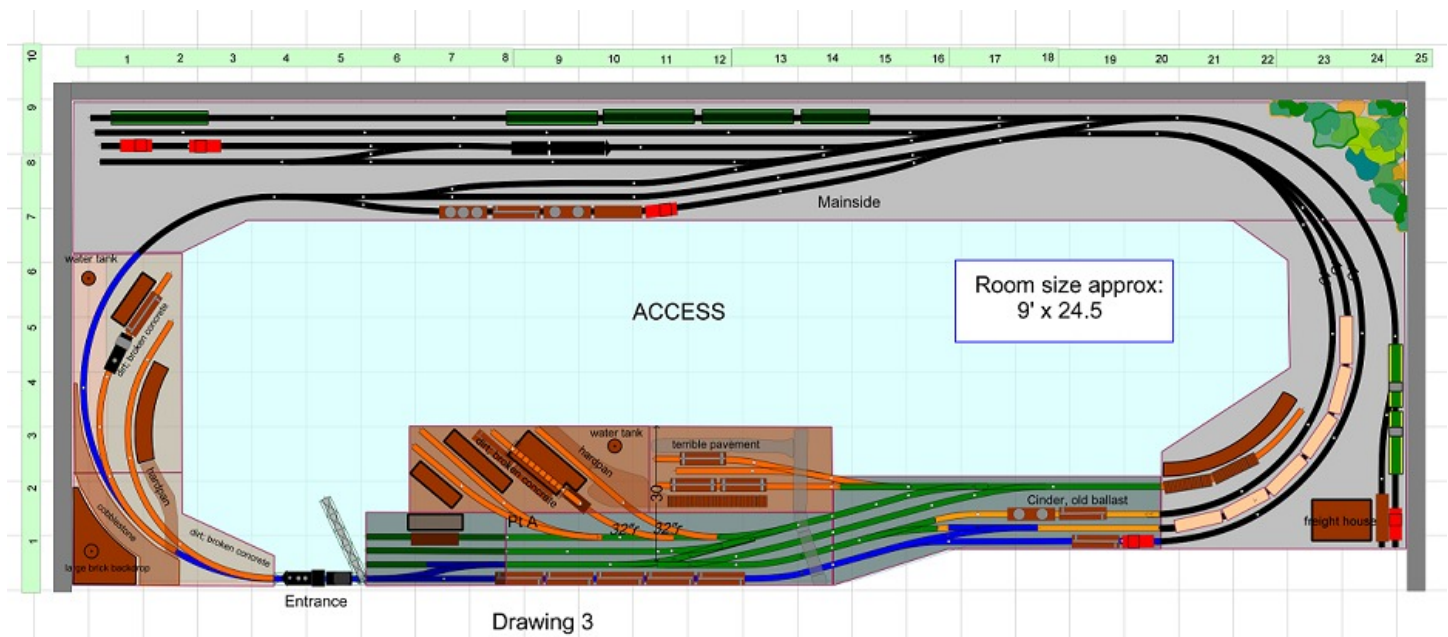 1 2 3 4 5 6 7 8 9 10 11 12 13 14 15 16 17 18 19 20 21 22 23 24 25
10
9
8
7
6
5
4
3
2
1
Mainside
water tank
dirt, broken concrete
hardpan
cobblestone
dirt, broken concrete
large brick backdrop
Entrance
ACCESS
Room size approx:
9' x 24.5
water tank
dirt, broken concrete
hardpan
terrible pavement
30
Pt A
32"r
32"r
Cinder, old ballast
freight house
Drawing 3